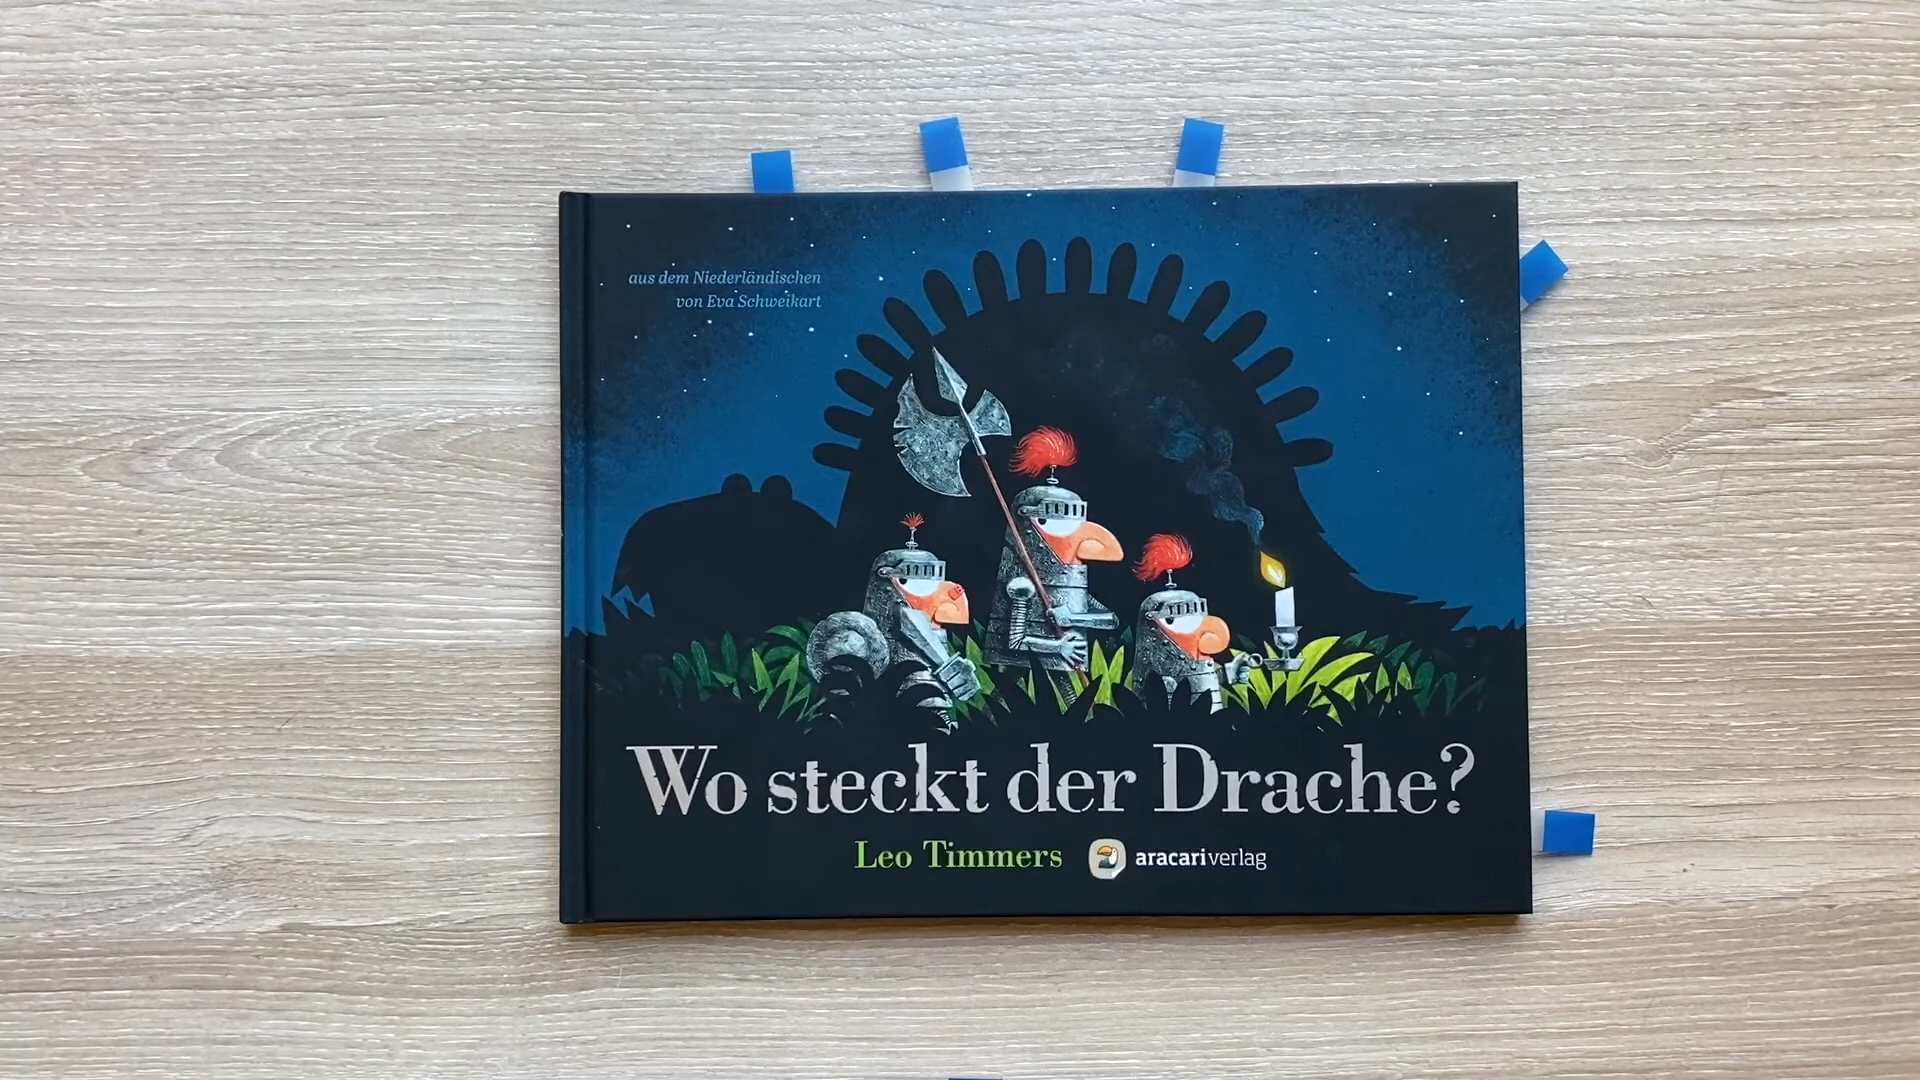 aus dem Niederländischen
von Eva Schweikart
Wo steckt der Drache?
Leo Timmers
aracari verlag